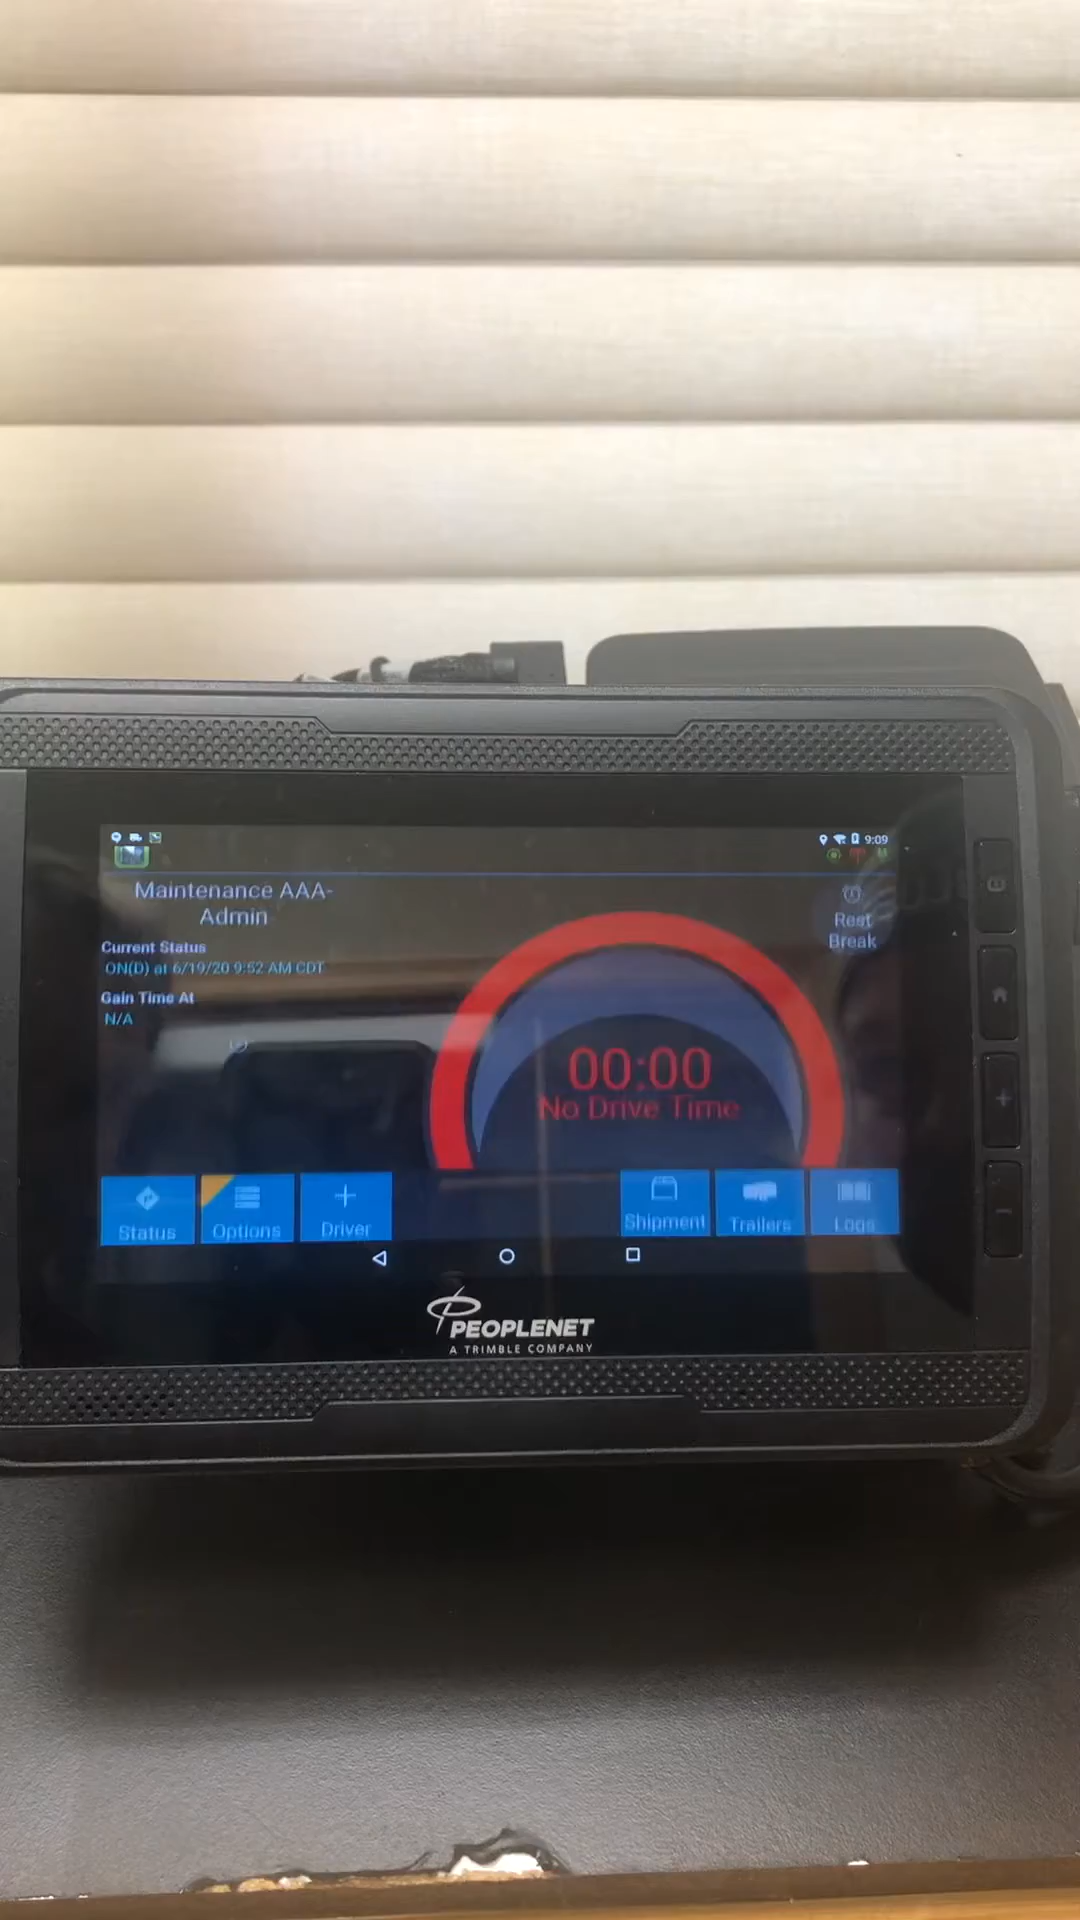 9:09
Maintenance AAA-
Admin
Current Status
ON(D) at 6/19/20 9:52 AM CDT
Gain Time At
N/A
Rest
Break
00:00
No Drive Time
Status
Options
Driver
Shipment
Trailers
Logs
PEOPLENET
A TRIMBLE COMPANY